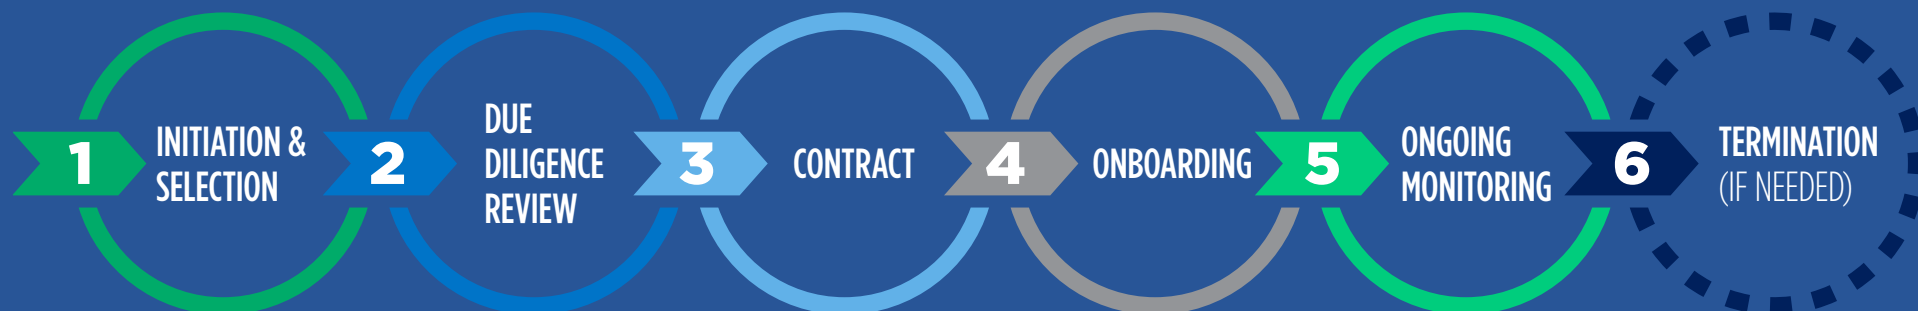 1
INITIATION &
SELECTION
2
DUE
DILIGENCE
REVIEW
3
CONTRACT
4
ONBOARDING
5
ONGOING
MONITORING
6
TERMINATION
(IF NEEDED)